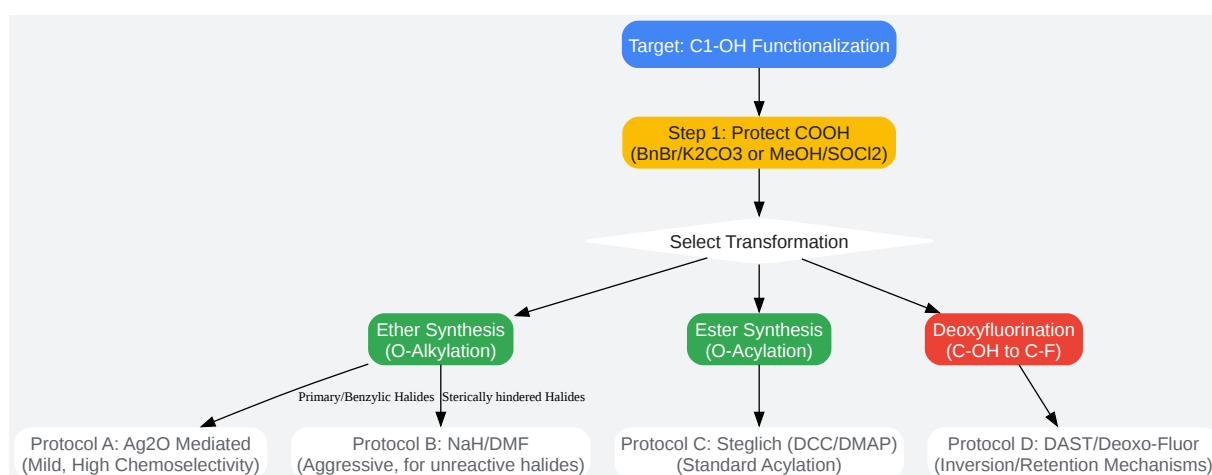 Target: C1-OH Functionalization
Step 1: Protect COOH
(BnBr/K2CO3 or MeOH/SOCl2)
Select Transformation
Ether Synthesis
(O-Alkylation)
Ester Synthesis
(O-Acylation)
Deoxyfluorination
(C-OH to C-F)
Primary/Benzylic Halides
Sterically hindered Halides
Protocol A: Ag2O Mediated
(Mild, High Chemoselectivity)
Protocol B: NaH/DMF
(Aggressive, for unreactive halides)
Protocol C: Steglich (DCC/DMAP)
(Standard Acylation)
Protocol D: DAST/Deoxo-Fluor
(Inversion/Retention Mechanisms)